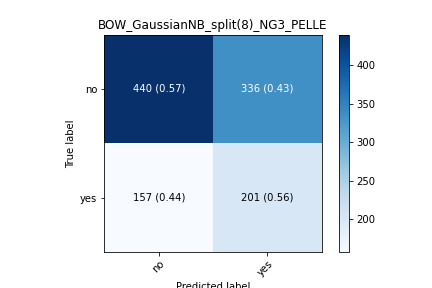 BOW_GaussianNB_split(8)_NG3_PELLE
no
440 (0.57)
336 (0.43)
yes
157 (0.44)
201 (0.56)
True label
no
yes
Predicted label
400
350
300
250
200